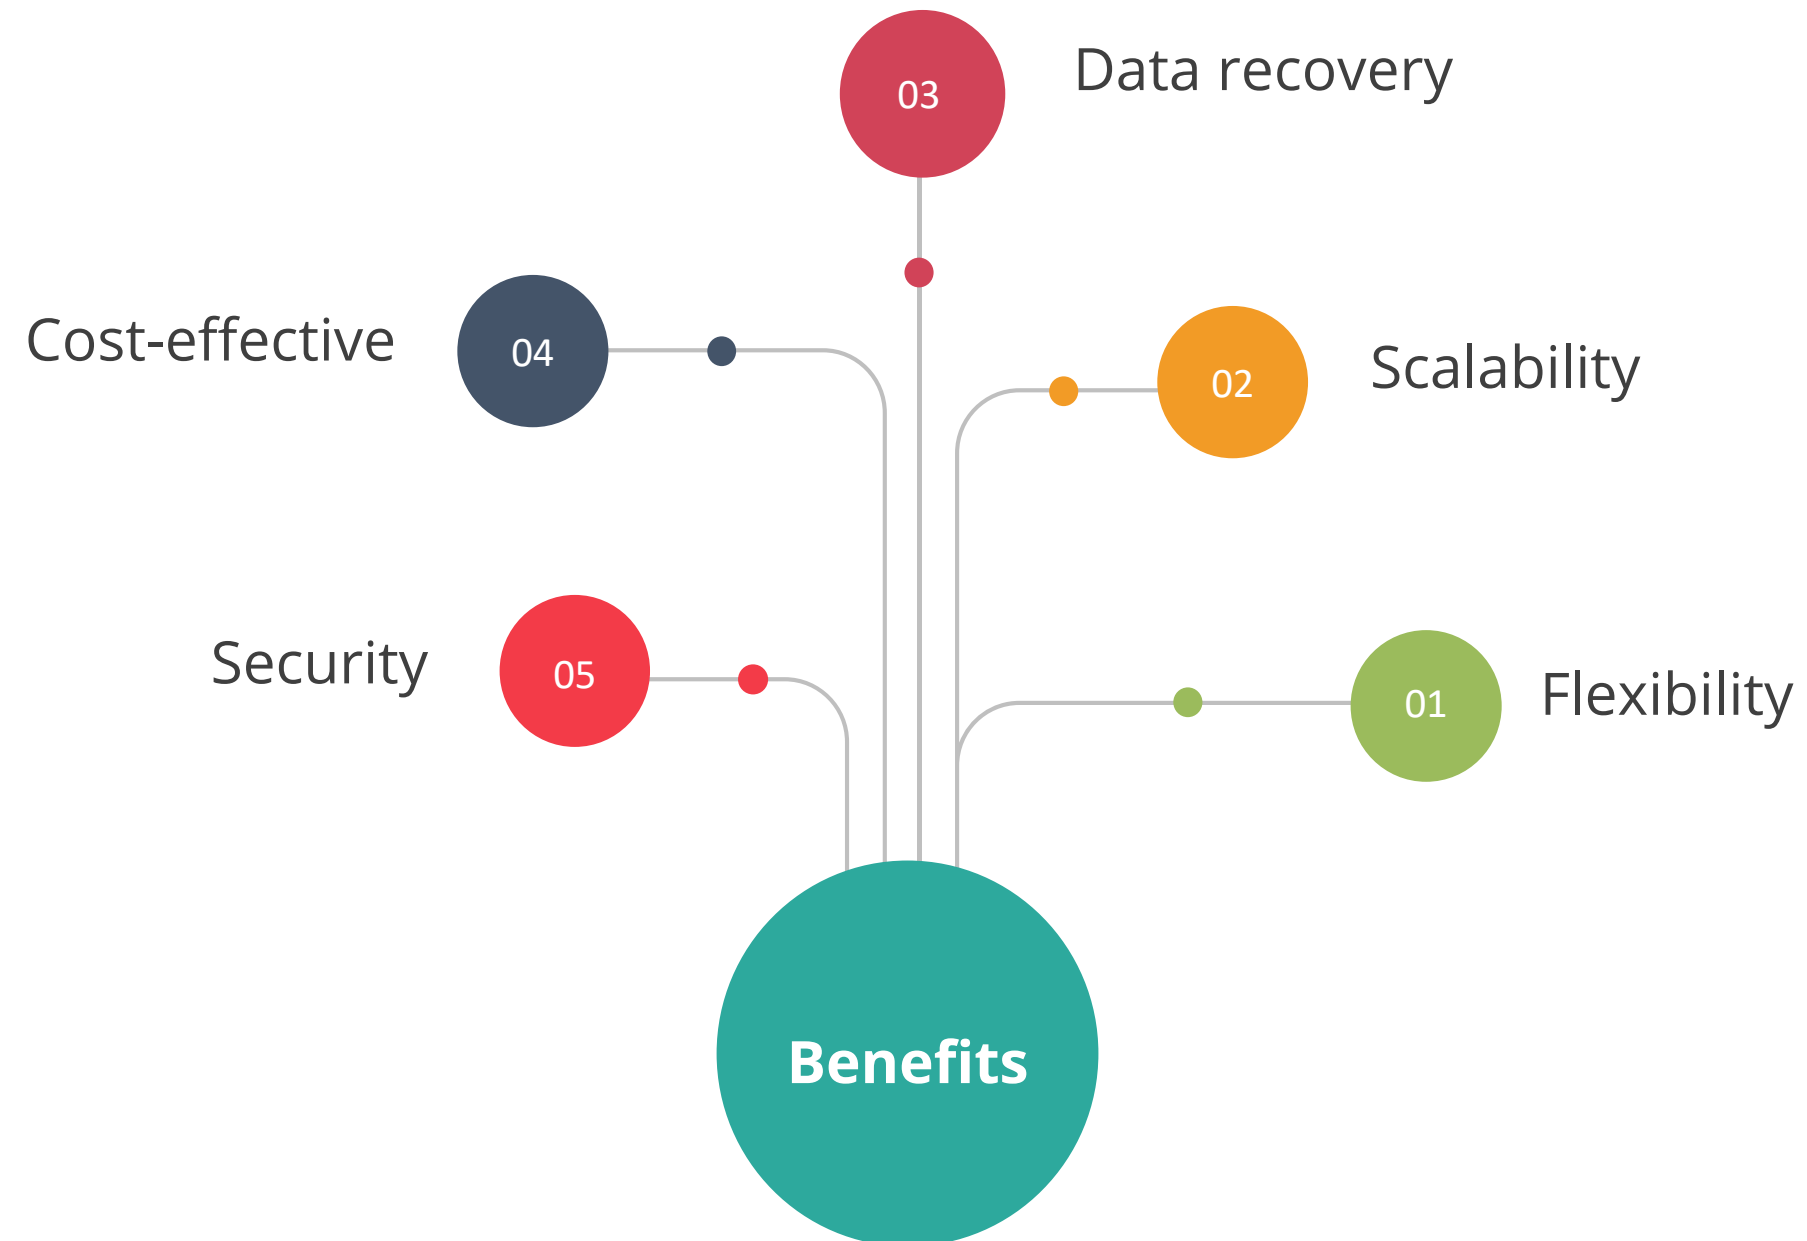 03
Data recovery
Cost-effective
04
02
Scalability
Security
05
01
Flexibility
Benefits